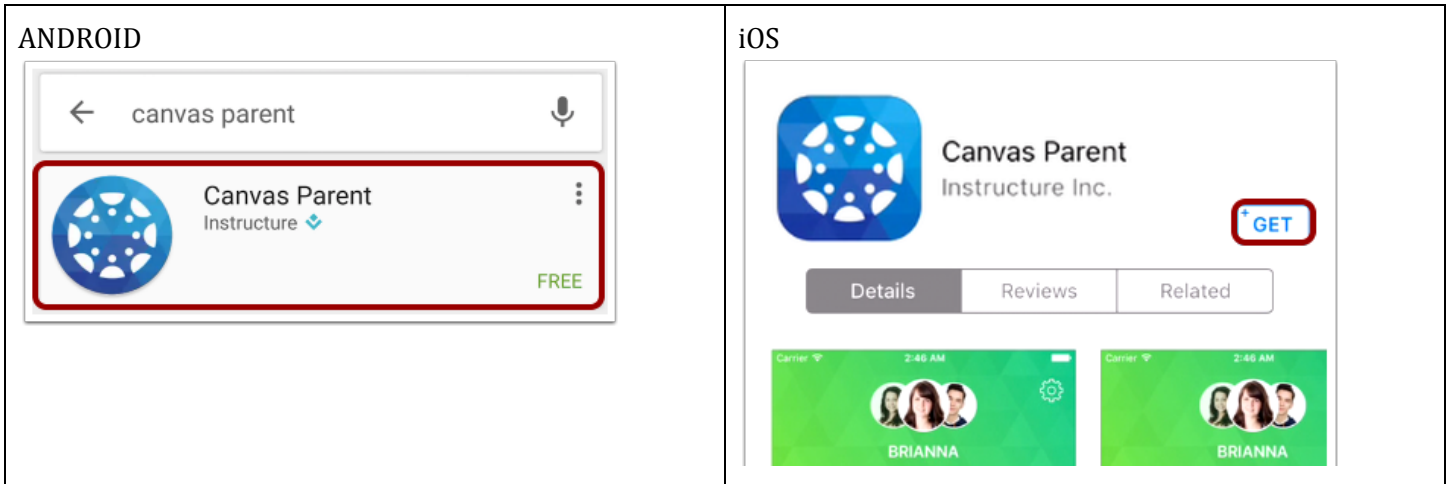 ANDROID
canvas parent
Canvas Parent
Instructure
FREE
iOS
Canvas Parent
Instructure Inc.
+GET
Details Reviews Related
Carrier 2:46 AM
BRIANNA
Carrier 2:46 AM
BRIANNA